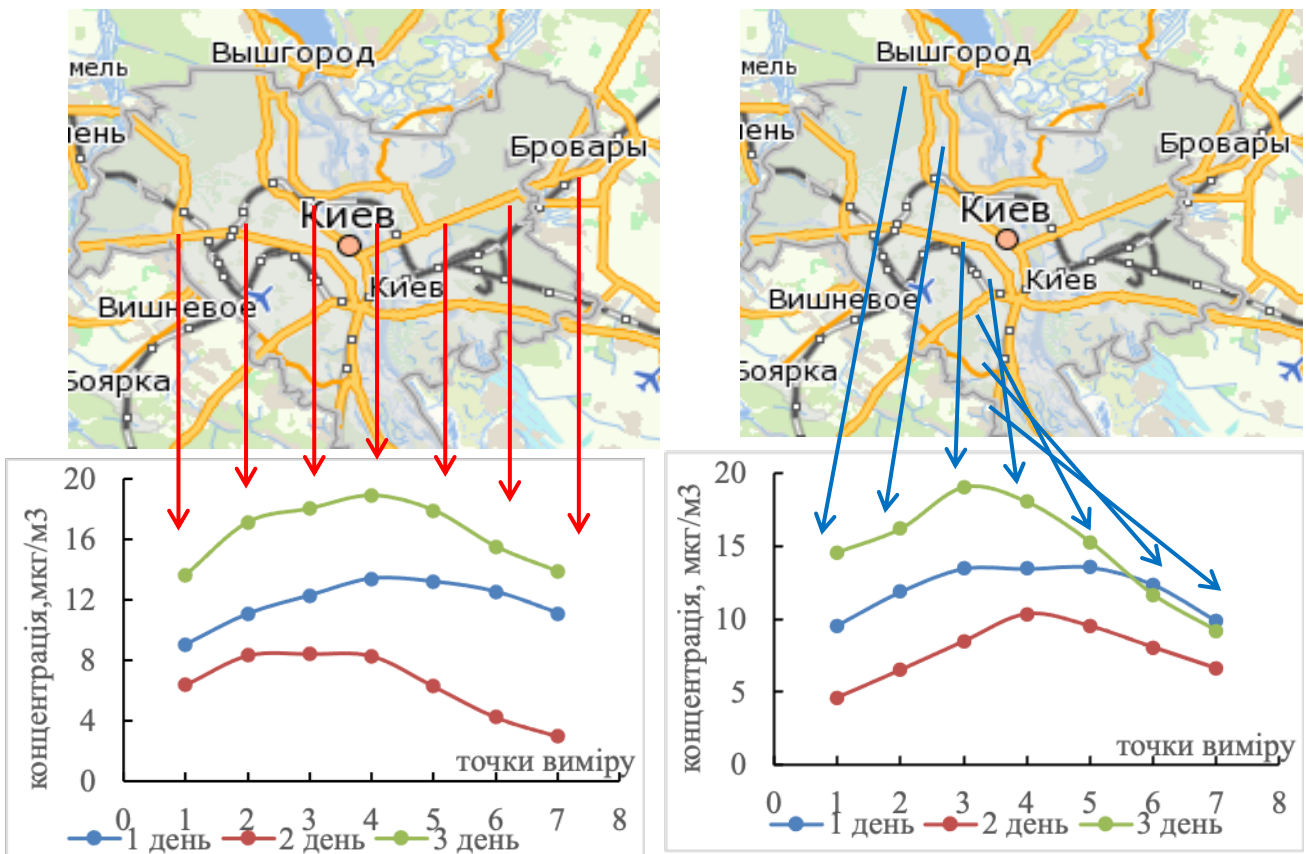 Вышгород
мель
лень
Бровары
Киев
Киев
Вишневое
Боярка
Вышгород
мель
лень
Бровары
Киев
Киев
Вишневое
Боярка
концентрація,мкг/м3
20
16
12
8
4
0
точки виміру
0 1 2 3 4 5 6 7 8
1 день 2 день 3 день
концентрація, мкг/м3
20
15
10
5
0
точки виміру
0 1 2 3 4 5 6 7 8
1 день 2 день 3 день